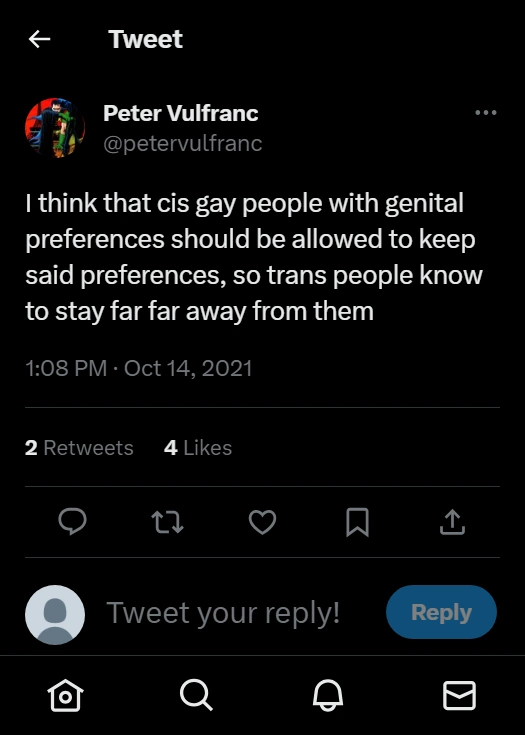 Tweet
Peter Vulfranc
@petervulfranc
I think that cis gay people with genital
preferences should be allowed to keep
said preferences, so trans people know
to stay far far away from them
1:08 PM · Oct 14, 2021
2 Retweets 4 Likes
Tweet your reply!
Reply